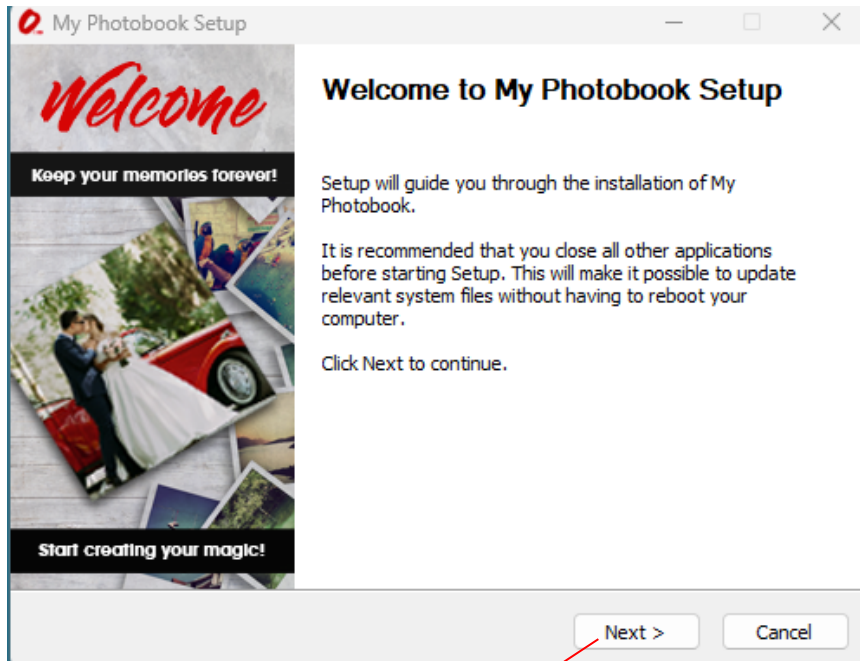 My Photobook Setup
Welcome
Keep your memories forever!
Start creating your magic!
Welcome to My Photobook Setup
Setup will guide you through the installation of My
Photobook.
It is recommended that you close all other applications
before starting Setup. This will make it possible to update
relevant system files without having to reboot your
computer.
Click Next to continue.
Next >
Cancel